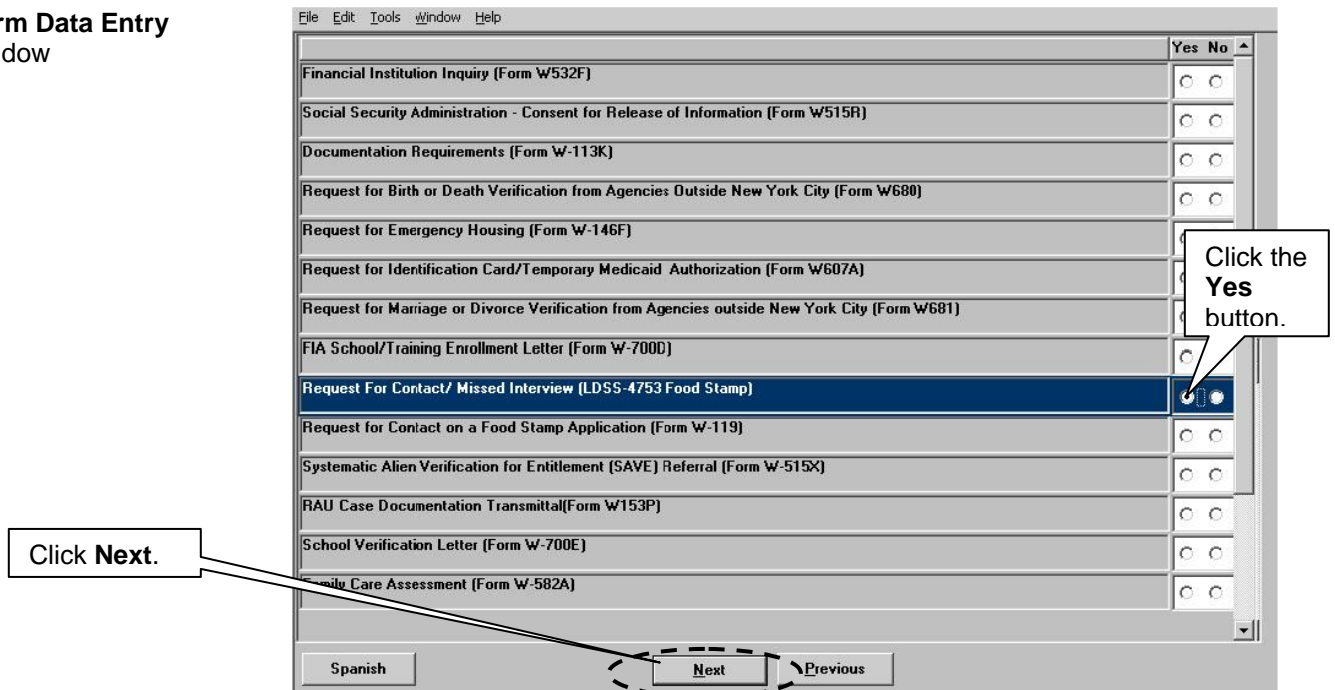 rm Data Entry
dow
File Edit Tools Window Help
Yes No
Financial Institution Inquiry (Form W532F)
Social Security Administration - Consent for Release of Information (Form W515R)
Documentation Requirements (Form W-113K)
Request for Birth or Death Verification from Agencies Outside New York City (Form W680)
Request for Emergency Housing (Form W-146F)
Request for Identification Card/Temporary Medicaid Authorization (Form W607A)
Request for Marriage or Divorce Verification from Agencies outside New York City (Form W681)
FIA School/Training Enrollment Letter (Form W-700D)
Request For Contact/ Missed Interview (LDSS-4753 Food Stamp)
Request for Contact on a Food Stamp Application (Form W-119)
Systematic Alien Verification for Entitlement (SAVE) Referral (Form W-515X)
RAU Case Documentation Transmittal(Form W153P)
School Verification Letter (Form W-700E)
Family Care Assessment (Form W-582A)
Click the
Yes
button.
Click Next.
Spanish Next Previous